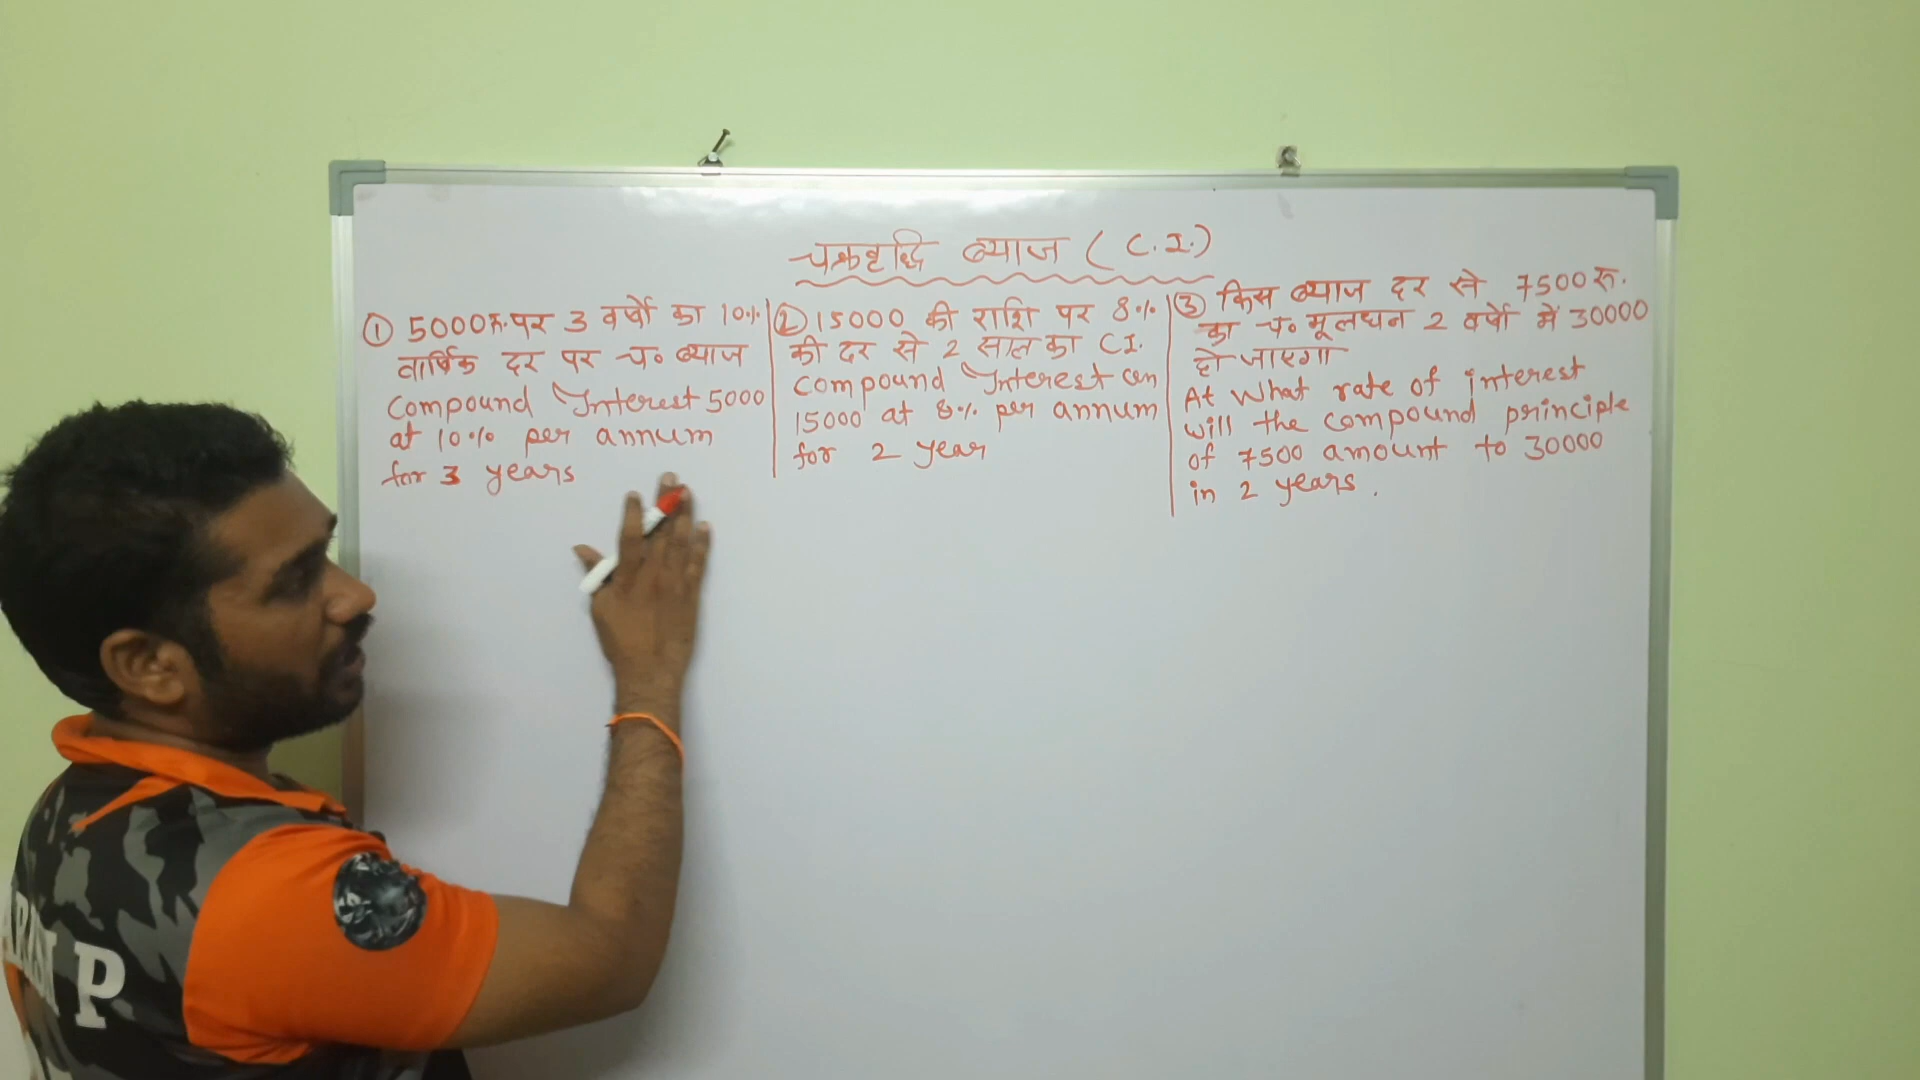 चक्रवृद्धि ब्याज ( C.I.)
① 5000रु. पर 3 वर्षो का 10%
वार्षिक दर पर च० ब्याज
Compound Interest 5000
at 10% per annum
for 3 years
② 15000 की राशि पर 8%
की दर से 2 साल का CI.
Compound Interest on
15000 at 8% per annum
for 2 year
③ किस ब्याज दर से 7500 रू.
का च० मूलधन 2 वर्षो में 30000
हो जाएगा
At What rate of interest
will the compound principle
of 7500 amount to 30000
in 2 years.
P